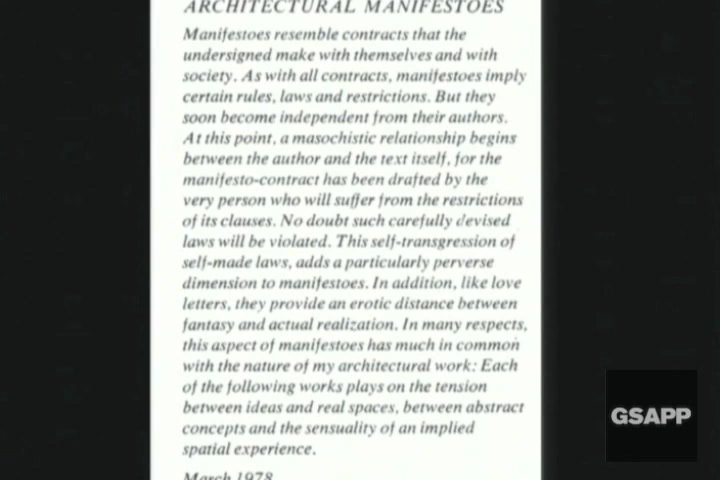 ARCHITECTURAL MANIFESTOES
Manifestoes resemble contracts that the
undersigned make with themselves and with
society. As with all contracts, manifestoes imply
certain rules, laws and restrictions. But they
soon become independent from their authors.
At this point, a masochistic relationship begins
between the author and the text itself, for the
manifesto-contract has been drafted by the
very person who will suffer from the restrictions
of its clauses. No doubt such carefully devised
laws will be violated. This self-transgression of
self-made laws, adds a particularly perverse
dimension to manifestoes. In addition, like love
letters, they provide an erotic distance between
fantasy and actual realization. In many respects,
this aspect of manifestoes has much in common
with the nature of my architectural work: Each
of the following works plays on the tension
between ideas and real spaces, between abstract
concepts and the sensuality of an implied
spatial experience.
March 1978
GSAPP